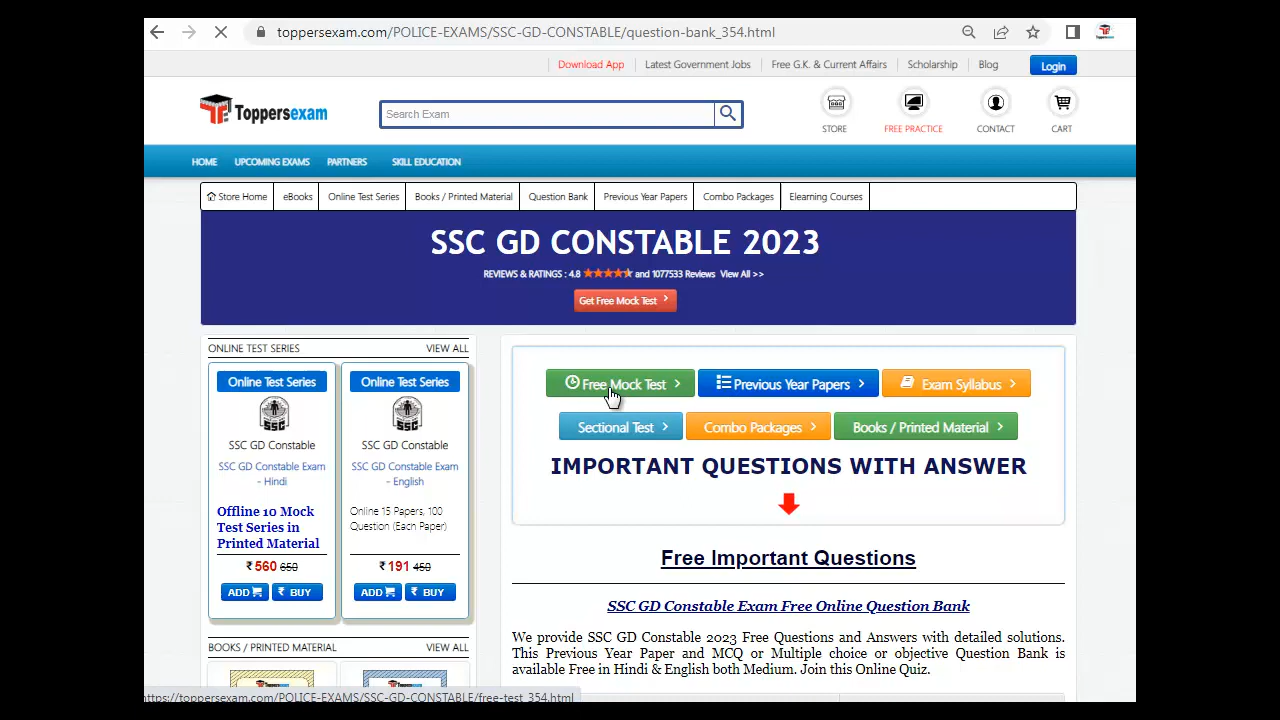 toppersexam.com/POLICE-EXAMS/SSC-GD-CONSTABLE/question-bank_354.html
Download App
Latest Government Jobs
Free G.K. & Current Affairs
Scholarship
Blog
Login
Toppersexam
Search Exam
STORE
FREE PRACTICE
CONTACT
CART
HOME
UPCOMING EXAMS
PARTNERS
SKILL EDUCATION
Store Home
eBooks
Online Test Series
Books / Printed Material
Question Bank
Previous Year Papers
Combo Packages
Elearning Courses
SSC GD CONSTABLE 2023
REVIEWS & RATINGS : 4.8 and 1077533 Reviews View All >>
Get Free Mock Test
ONLINE TEST SERIES
VIEW ALL
Online Test Series
SSC GD Constable
SSC GD Constable Exam
- Hindi
Offline 10 Mock
Test Series in
Printed Material
₹ 560 650
ADD
₹ BUY
Online Test Series
SSC GD Constable
SSC GD Constable Exam
- English
Online 15 Papers, 100
Question (Each Paper)
₹ 191 450
ADD
₹ BUY
BOOKS / PRINTED MATERIAL
VIEW ALL
Free Mock Test
Previous Year Papers
Exam Syllabus
Sectional Test
Combo Packages
Books / Printed Material
IMPORTANT QUESTIONS WITH ANSWER
Free Important Questions
SSC GD Constable Exam Free Online Question Bank
We provide SSC GD Constable 2023 Free Questions and Answers with detailed solutions.
This Previous Year Paper and MCQ or Multiple choice or objective Question Bank is
available Free in Hindi & English both Medium. Join this Online Quiz.
https://toppersexam.com/POLICE-EXAMS/SSC-GD-CONSTABLE/free-test_354.html